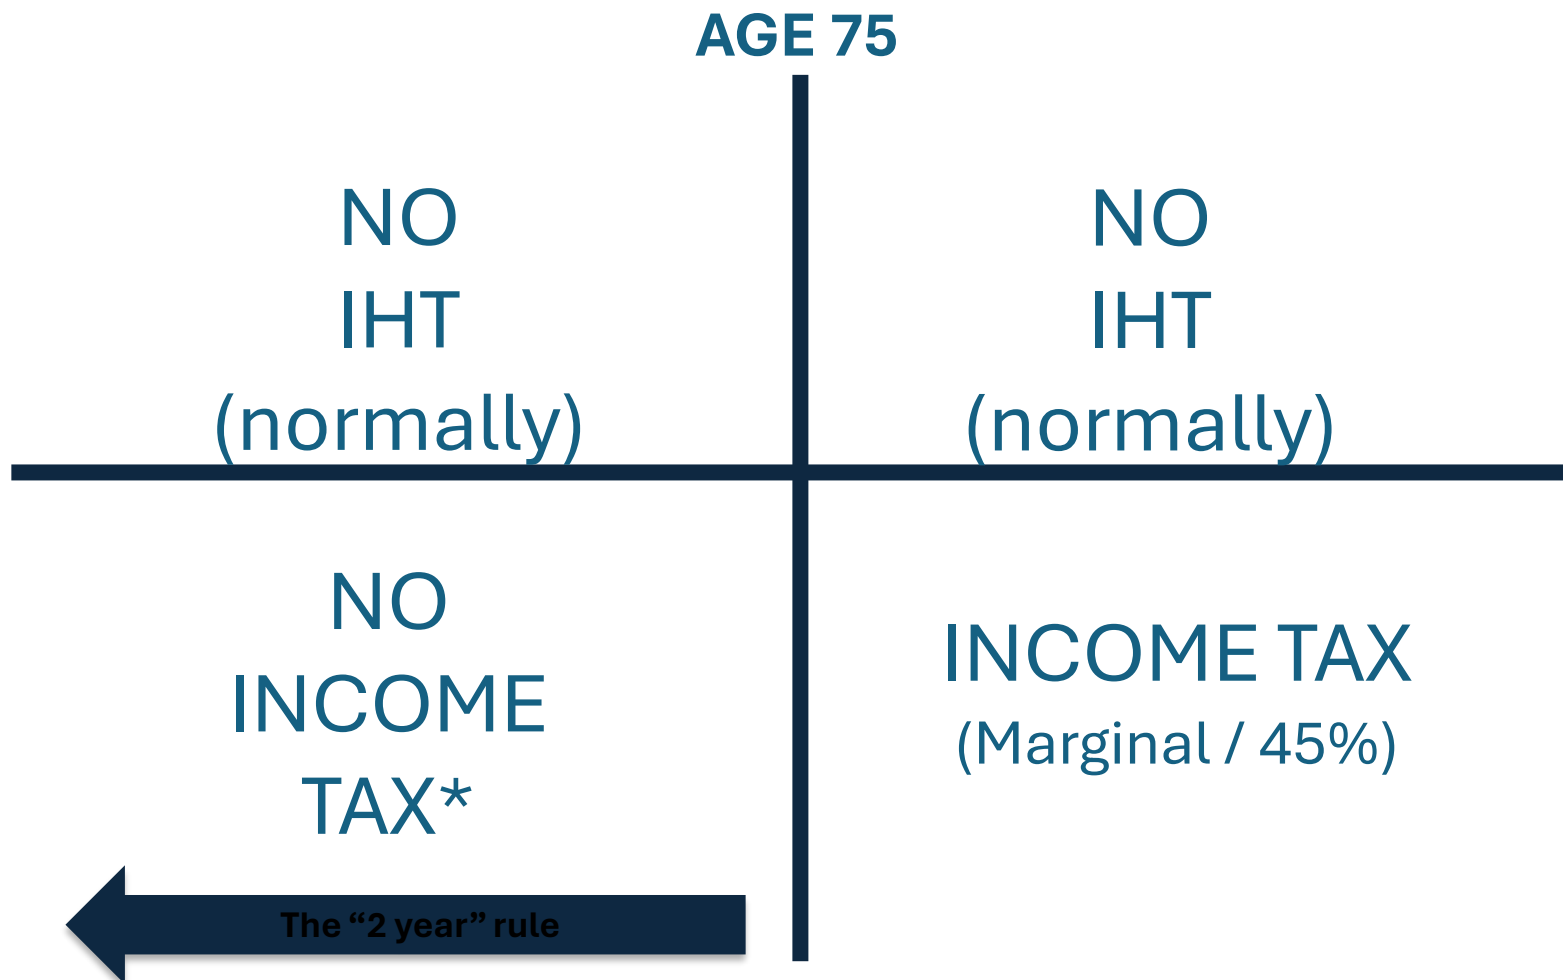 AGE 75
NO
IHT
(normally)
NO
IHT
(normally)
NO
INCOME
TAX*
INCOME TAX
(Marginal / 45%)
The “2 year” rule